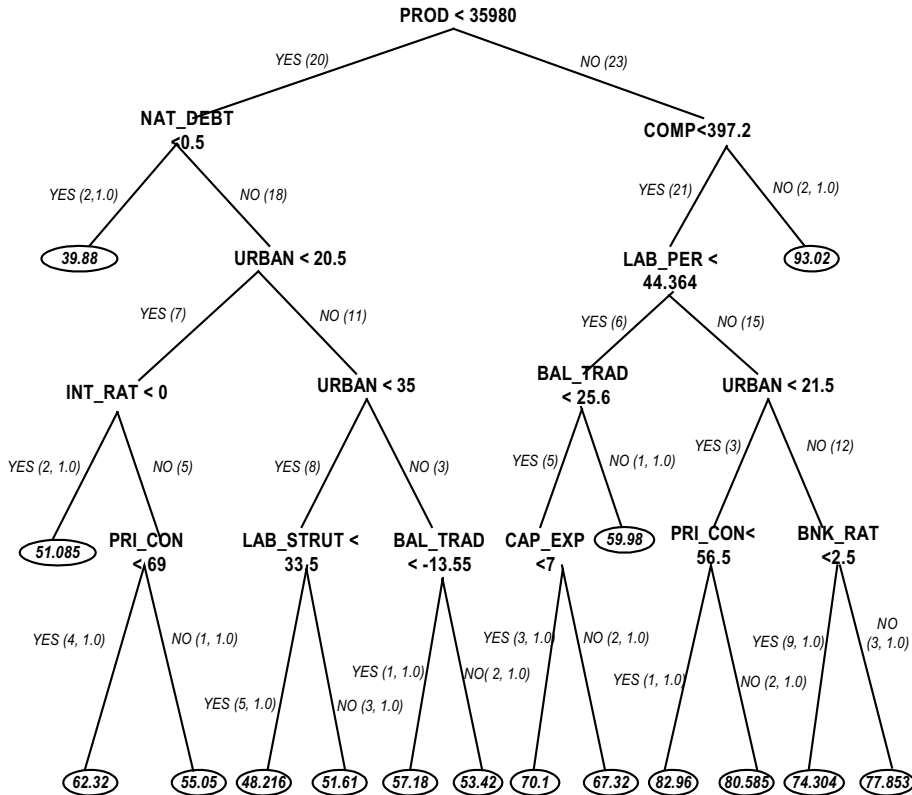 PROD < 35980
YES (20)
NO (23)
NAT_DEBT
<0.5
COMP<397.2
YES (2,1.0)
NO (18)
YES (21)
NO (2, 1.0)
39.88
URBAN < 20.5
LAB_PER <
44.364
93.02
YES (7)
NO (11)
YES (6)
NO (15)
INT_RAT < 0
URBAN < 35
BAL_TRAD
< 25.6
URBAN < 21.5
YES (2, 1.0)
NO (5)
YES (8)
NO (3)
YES (5)
NO (1, 1.0)
YES (3)
NO (12)
51.085
PRI_CON
< 69
LAB_STRUT <
33.5
BAL_TRAD
< -13.55
CAP_EXP
<7
59.98
PRI_CON<
56.5
BNK_RAT
<2.5
YES (4, 1.0)
NO (1, 1.0)
YES (5, 1.0)
NO (3, 1.0)
YES (1, 1.0)
NO( 2, 1.0)
YES (3, 1.0)
NO (2, 1.0)
YES (1, 1.0)
NO (2, 1.0)
YES (9, 1.0)
NO
(3, 1.0)
62.32
55.05
48.216
51.61
57.18
53.42
70.1
67.32
82.96
80.585
74.304
77.853